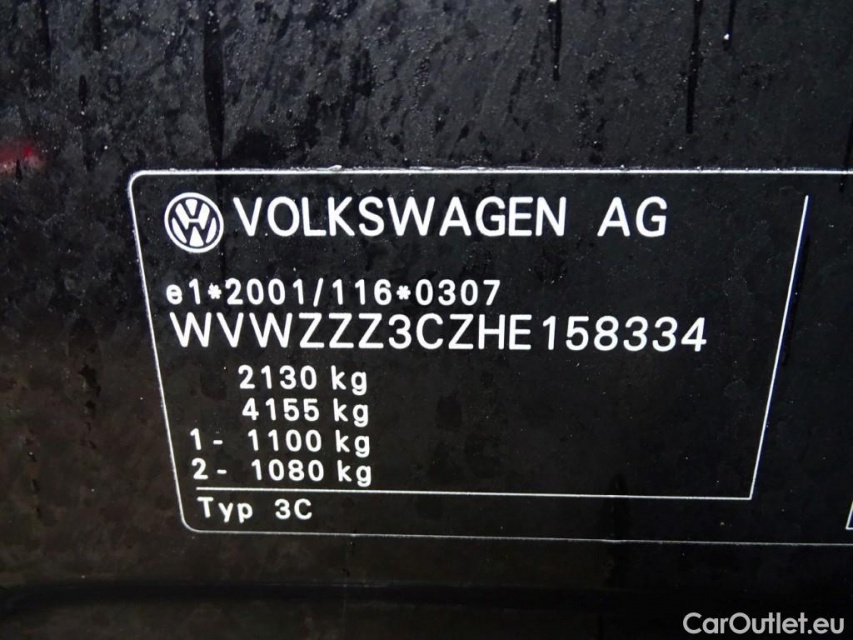 VOLKSWAGEN AG
e1*2001/116*0307
WVWZZZ3CZHE158334
2130 kg
4155 kg
1- 1100 kg
2- 1080 kg
Typ 3C
CarOutlet.eu